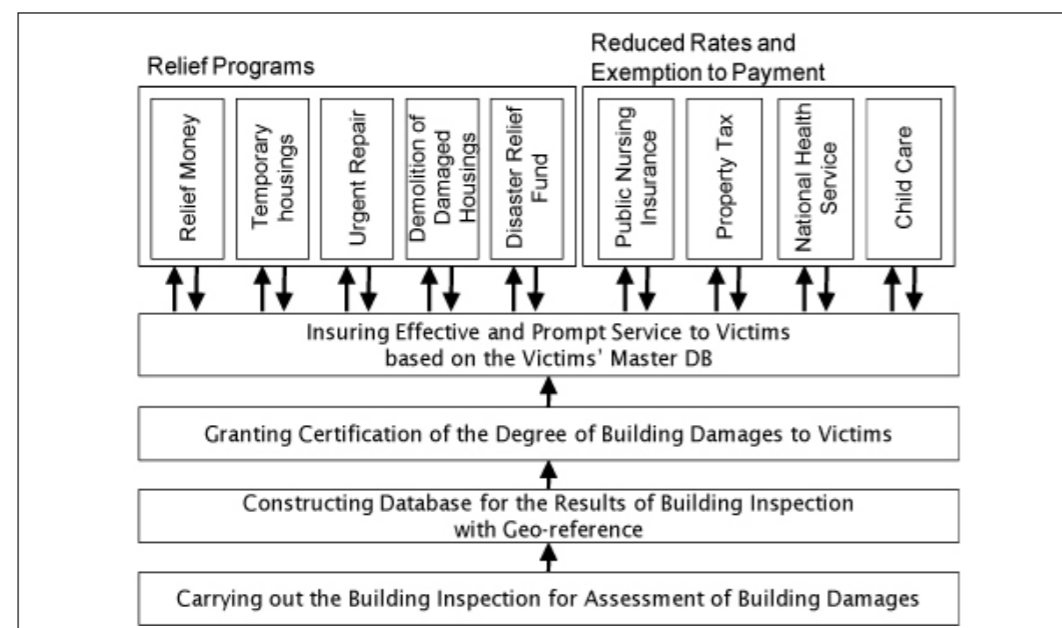 Relief Programs
Reduced Rates and
Exemption to Payment
Relief Money
Temporary
housings
Urgent Repair
Demolition of
Damaged
Housings
Disaster Relief
Fund
Public Nursing
Insurance
Property Tax
National Health
Service
Child Care
Insuring Effective and Prompt Service to Victims
based on the Victims' Master DB
Granting Certification of the Degree of Building Damages to Victims
Constructing Database for the Results of Building Inspection
with Geo-reference
Carrying out the Building Inspection for Assessment of Building Damages